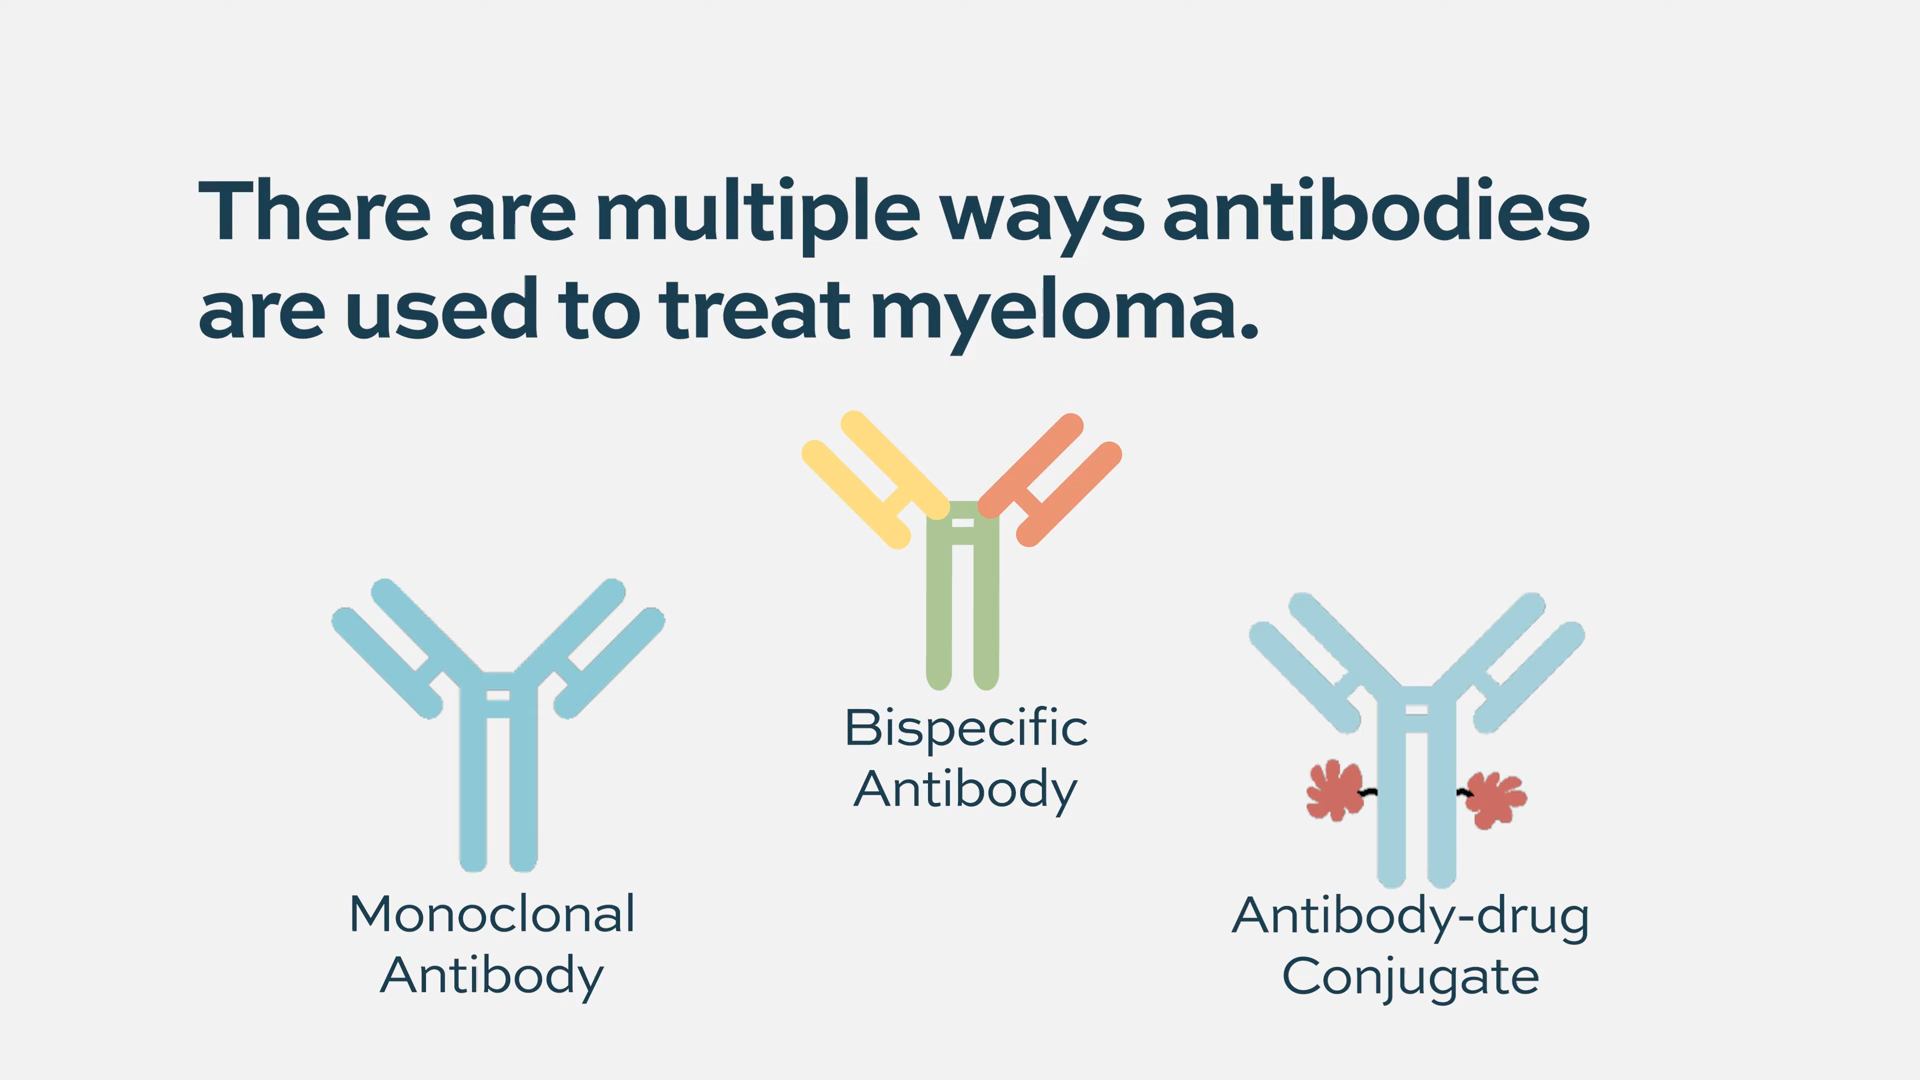 There are multiple ways antibodies
are used to treat myeloma.
Bispecific
Antibody
Monoclonal
Antibody
Antibody-drug
Conjugate